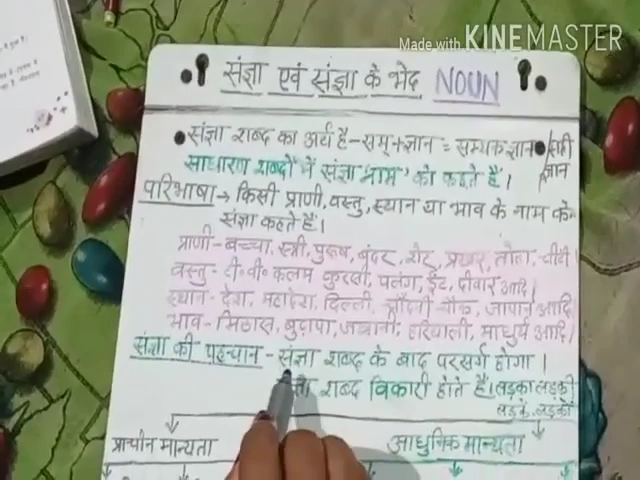 Made with KINEMASTER
संज्ञा एवं संज्ञा के भेद NOUN
संज्ञा शब्द का अर्थ है - सम् + ज्ञान = सम्यक ज्ञान सही
ज्ञान
साधारण शब्दों में संज्ञा "नाम" को कहते हैं।
परिभाषा → किसी प्राणी, वस्तु, स्थान या भाव के नाम को
संज्ञा कहते हैं।
प्राणी - बच्चा, स्त्री, पुरुष, बंदर, शेर, तोता, चींटी।
वस्तु - टी.वी. कलम कुरसी, पलंग, ईंट, दीवार आदि।
स्थान - देश, महादेश, दिल्ली, चाँदनी चौक, जापान आदि
भाव - मिठास, बुढ़ापा, जवानी, हरियाली, माधुर्य आदि।
संज्ञा की पहचान - संज्ञा शब्द के बाद परसर्ग होगा।
शब्द विकारी होते हैं। लड़का लड़की
लड़के, लड़कों
प्राचीन मान्यता आधुनिक मान्यता